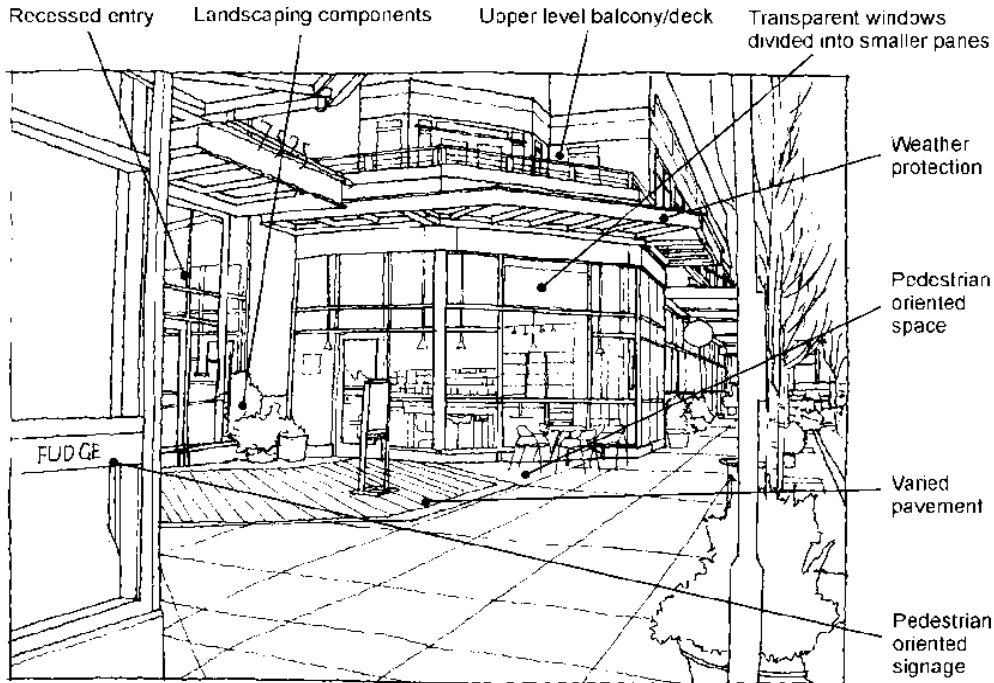 Recessed entry
Landscaping components
Upper level balcony/deck
Transparent windows
divided into smaller panes
Weather
protection
Pedestrian
oriented
space
FUDGE
Varied
pavement
Pedestrian
oriented
signage